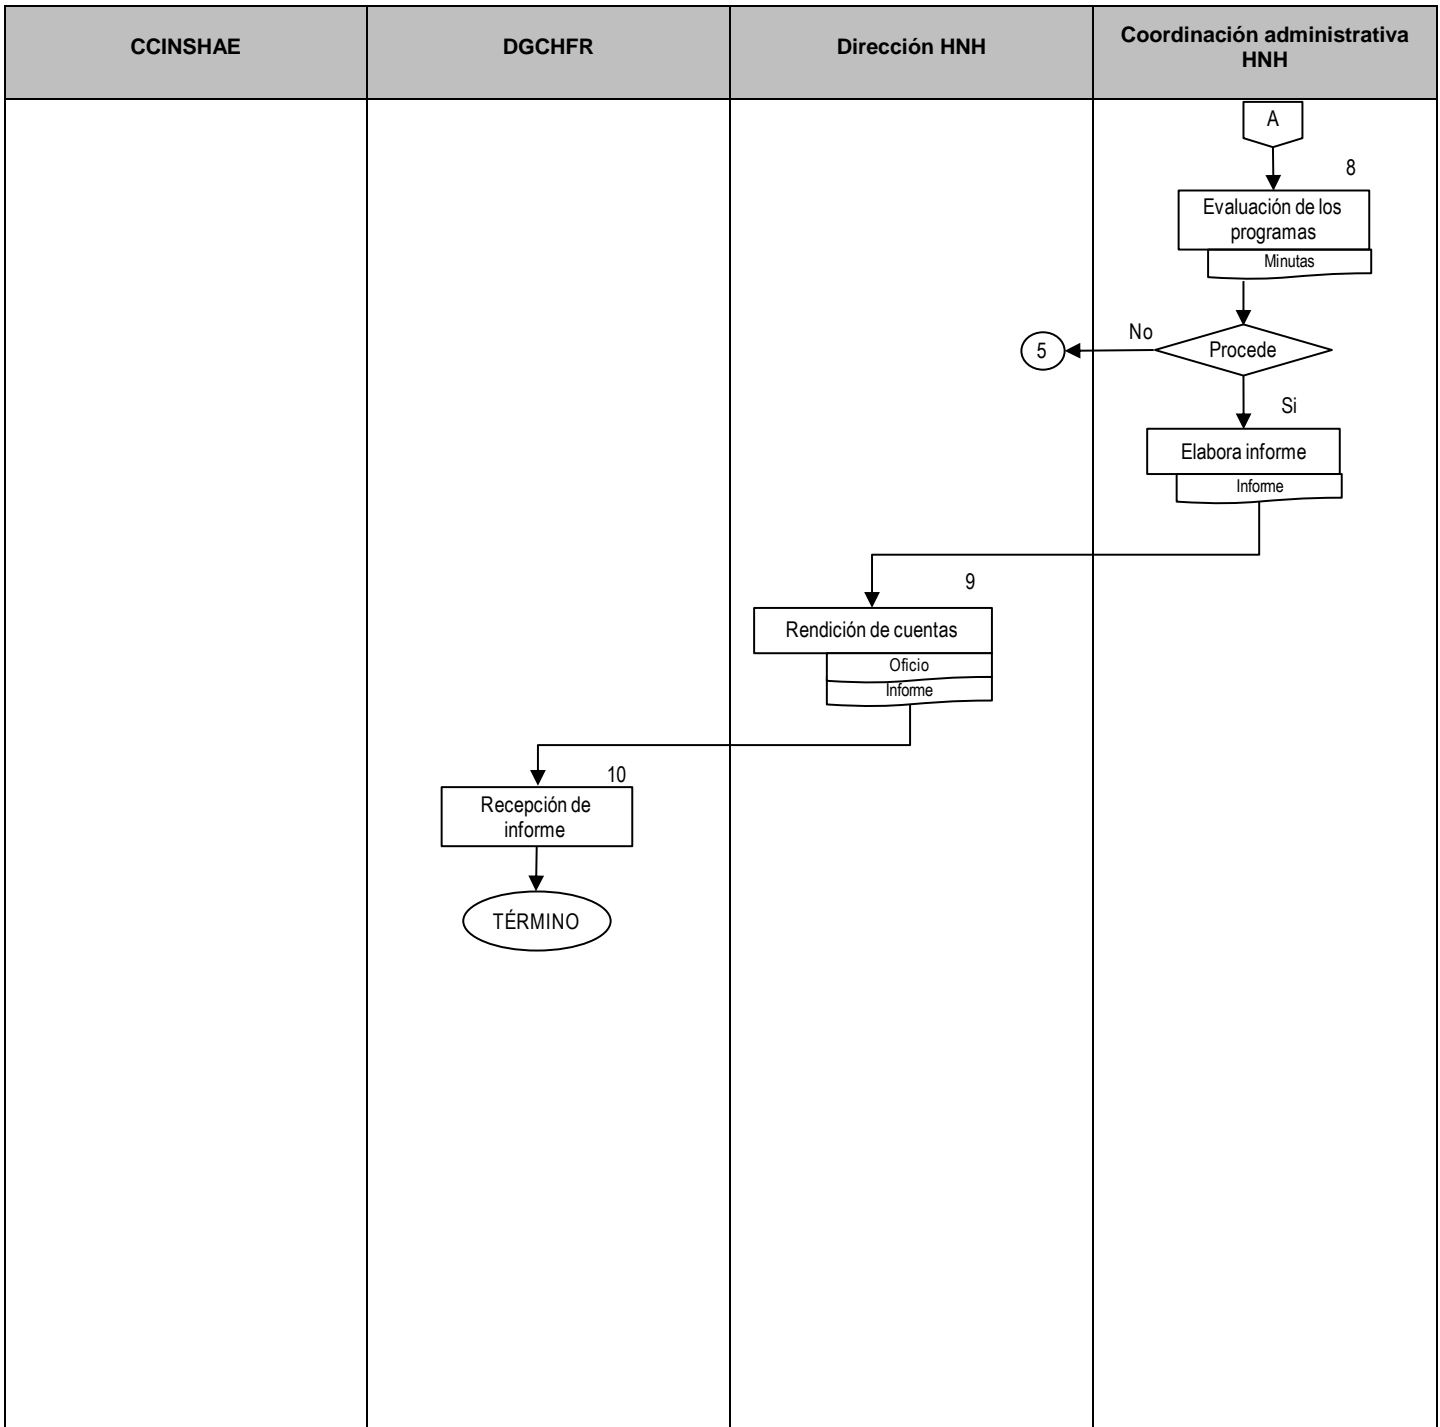 CCINSHAE
DGCHFR
Dirección HNH
Coordinación administrativa
HNH
A
8
Evaluación de los
programas
Minutas
No
5
Procede
Si
Elabora informe
Informe
9
Rendición de cuentas
Oficio
Informe
10
Recepción de
informe
TÉRMINO